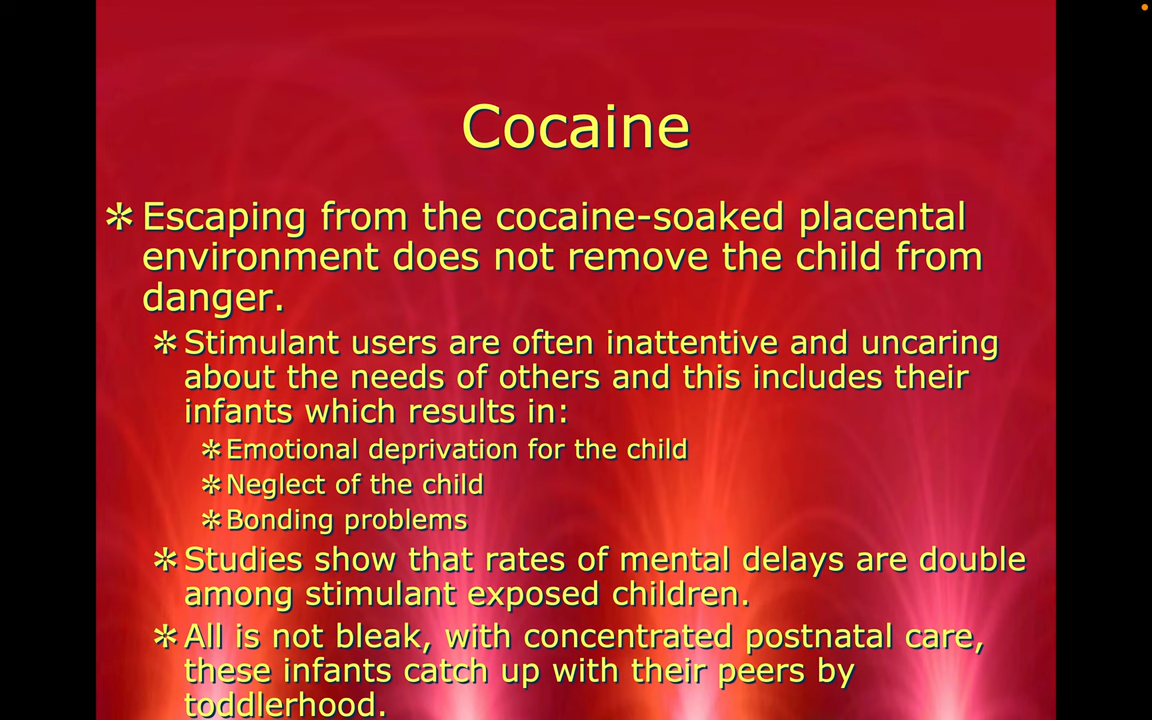 Cocaine
✲ Escaping from the cocaine-soaked placental
environment does not remove the child from
danger.
✲ Stimulant users are often inattentive and uncaring
about the needs of others and this includes their
infants which results in:
✲ Emotional deprivation for the child
✲ Neglect of the child
✲ Bonding problems
✲ Studies show that rates of mental delays are double
among stimulant exposed children.
✲ All is not bleak, with concentrated postnatal care,
these infants catch up with their peers by
toddlerhood.